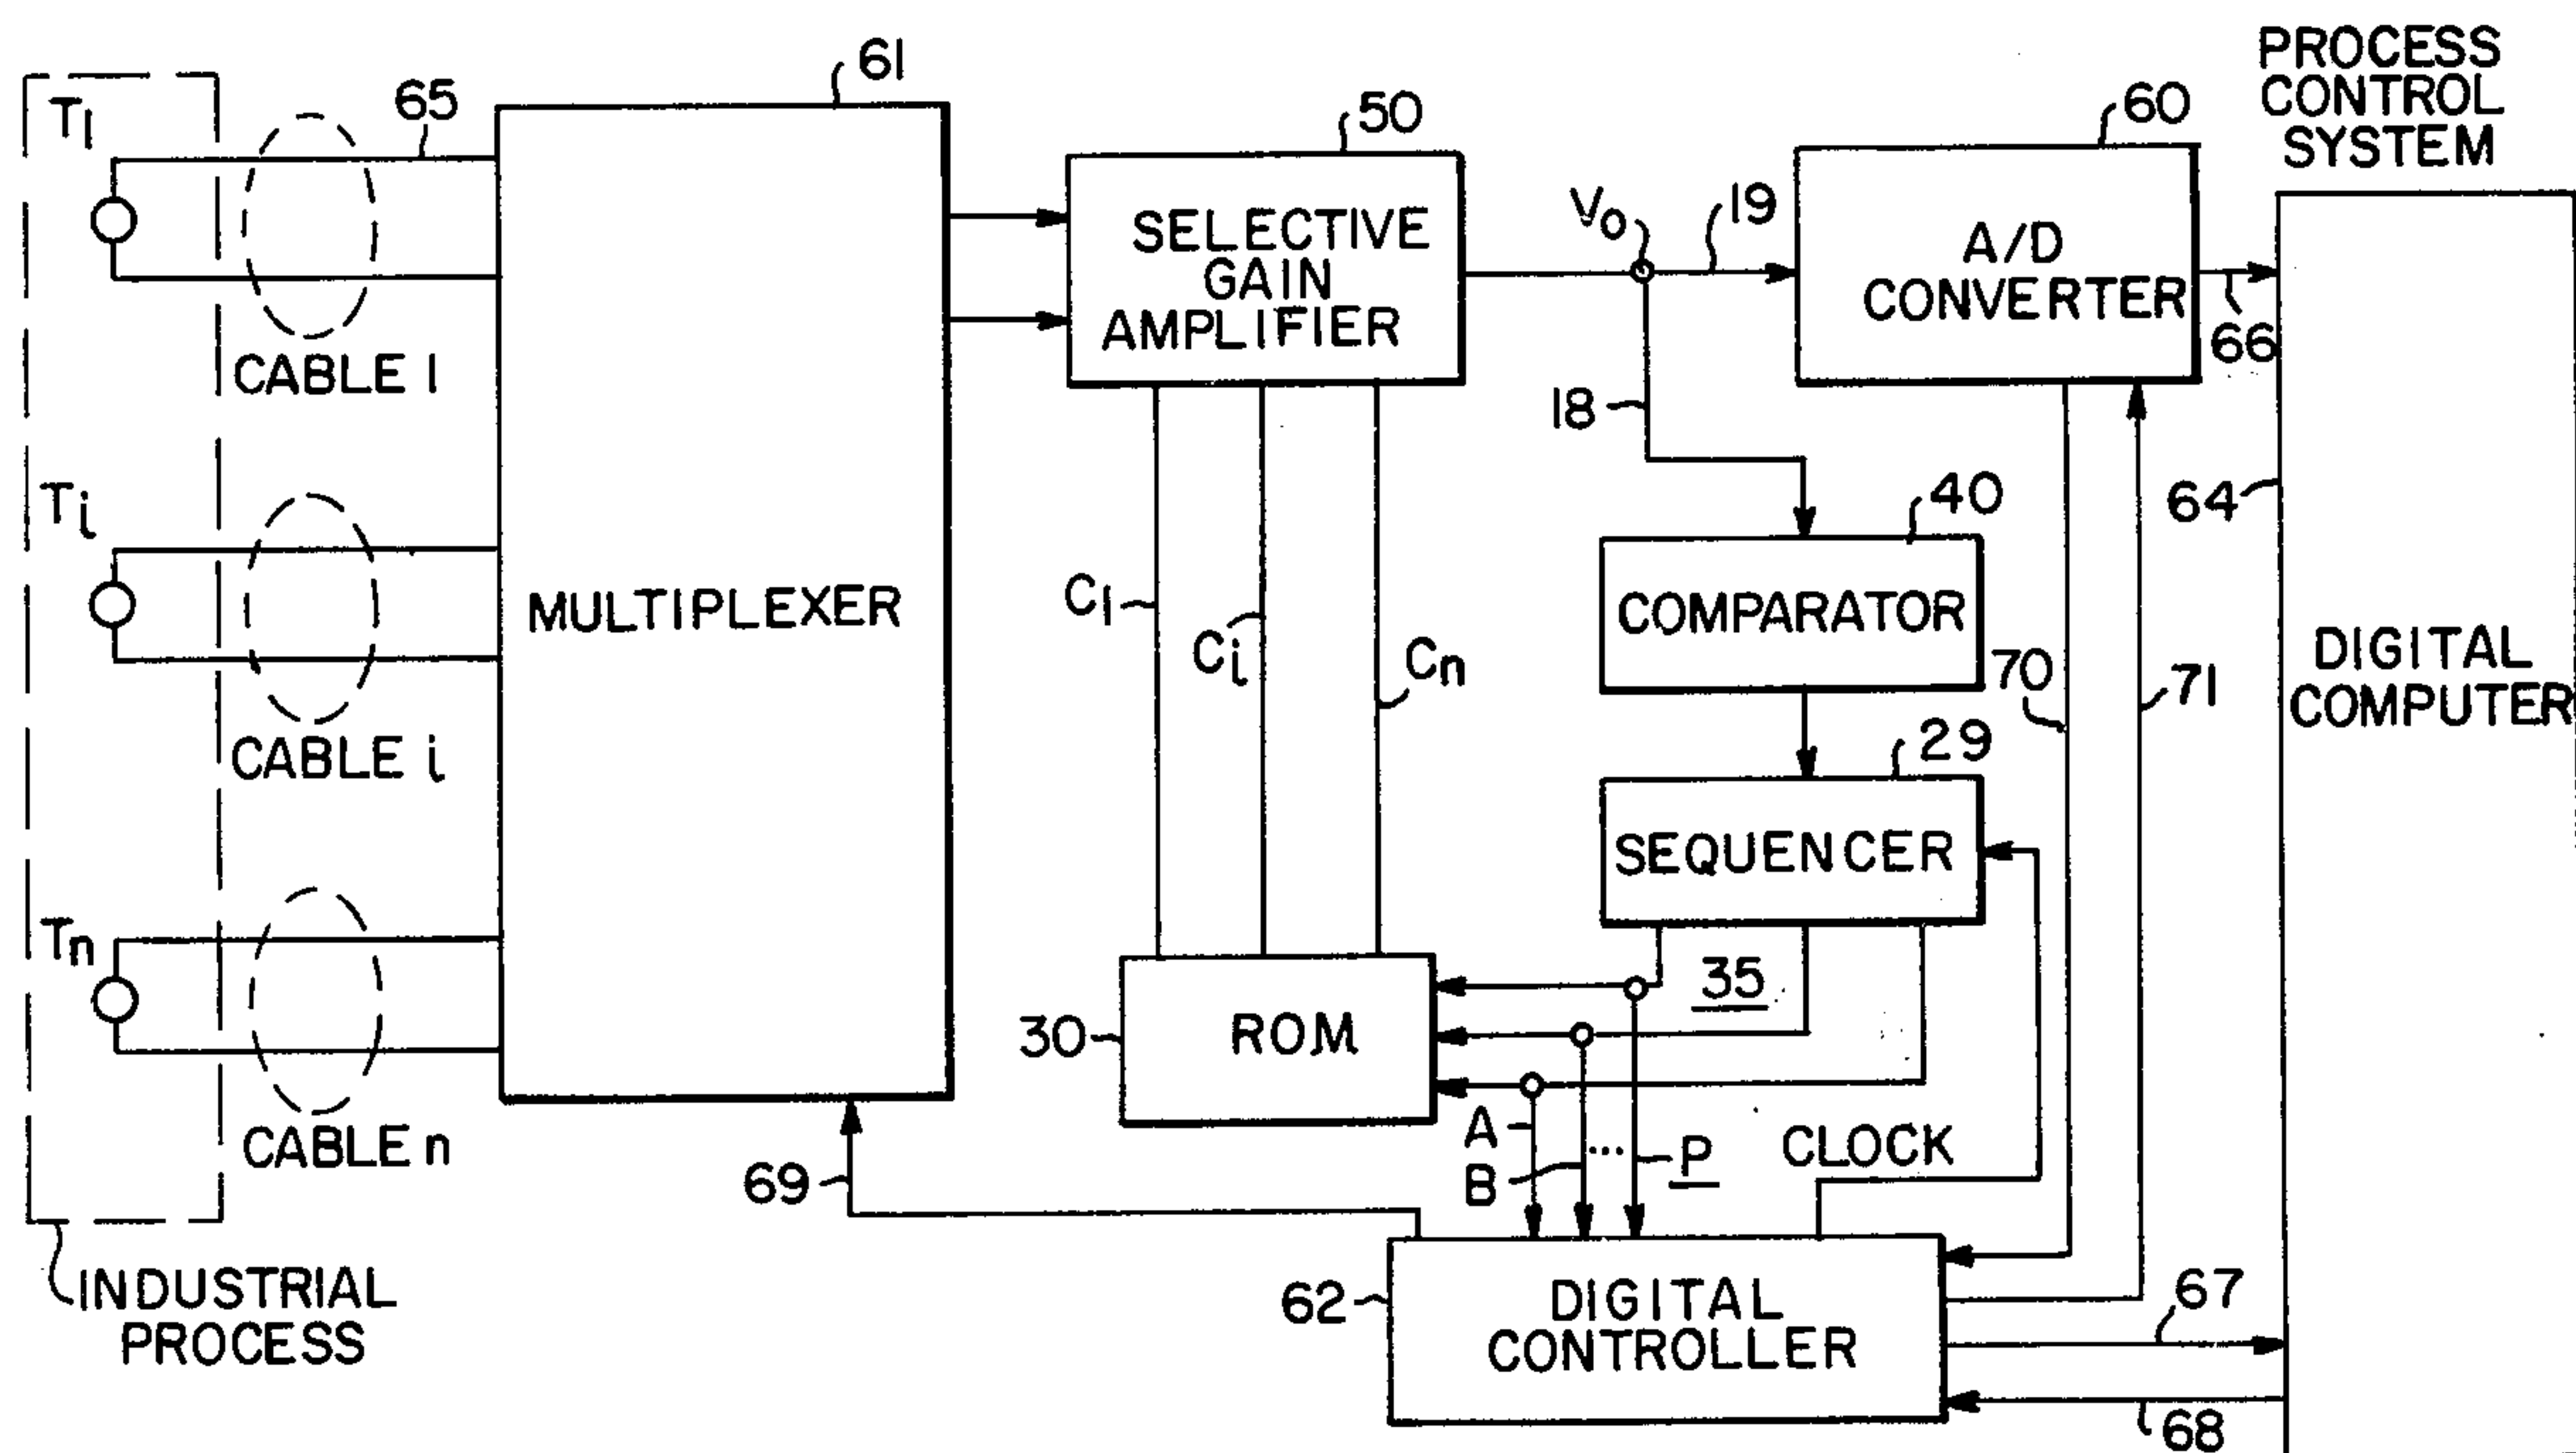 PROCESS
CONTROL
SYSTEM
61
65
T1
50
60
SELECTIVE
GAIN
AMPLIFIER
Vo
19
A/D
CONVERTER
66
CABLE 1
18
Ti
40
64
C1
MULTIPLEXER
COMPARATOR
Ci
Cn
70
71
DIGITAL
COMPUTER
CABLE i
29
SEQUENCER
Tn
35
30
ROM
A
B
...
P
CLOCK
CABLE n
69
INDUSTRIAL
PROCESS
62
DIGITAL
CONTROLLER
67
68